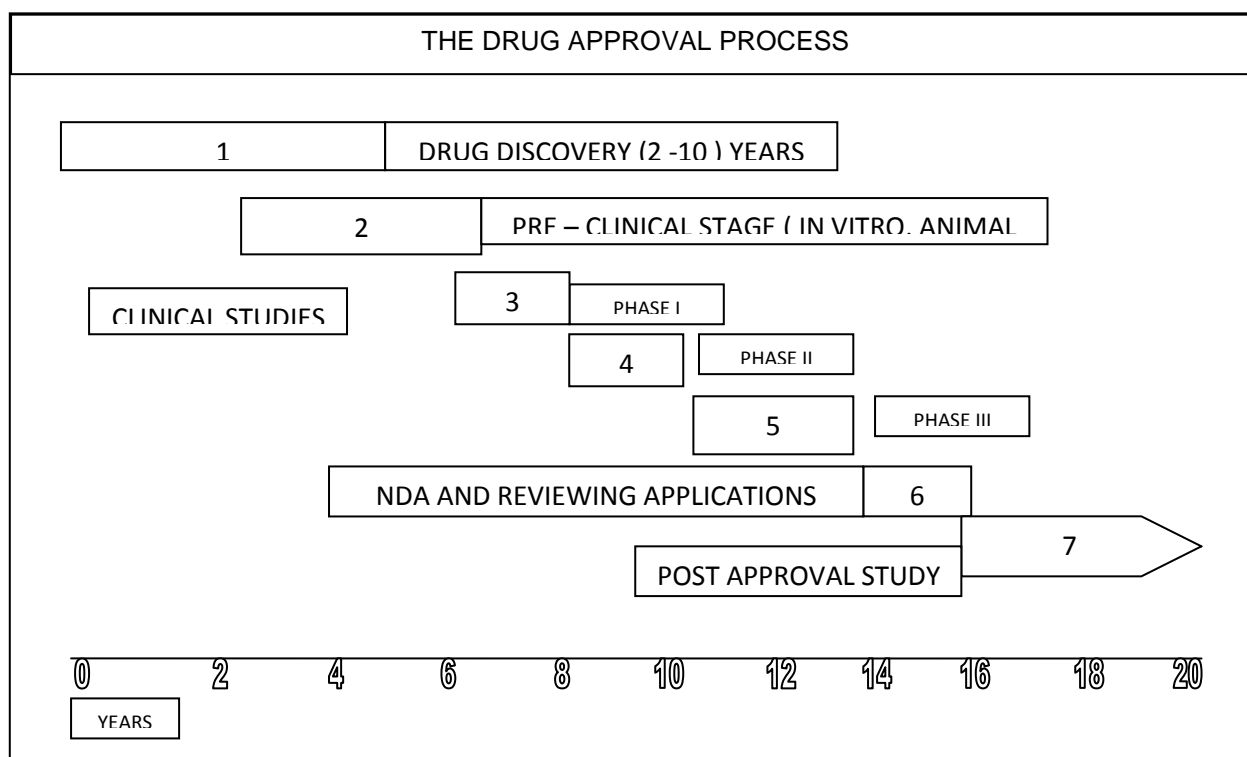 THE DRUG APPROVAL PROCESS
1 DRUG DISCOVERY (2 -10 ) YEARS
2 PRE – CLINICAL STAGE ( IN VITRO, ANIMAL
CLINICAL STUDIES
3 PHASE I
4 PHASE II
5 PHASE III
NDA AND REVIEWING APPLICATIONS 6
7
POST APPROVAL STUDY
0 2 4 6 8 10 12 14 16 18 20
YEARS